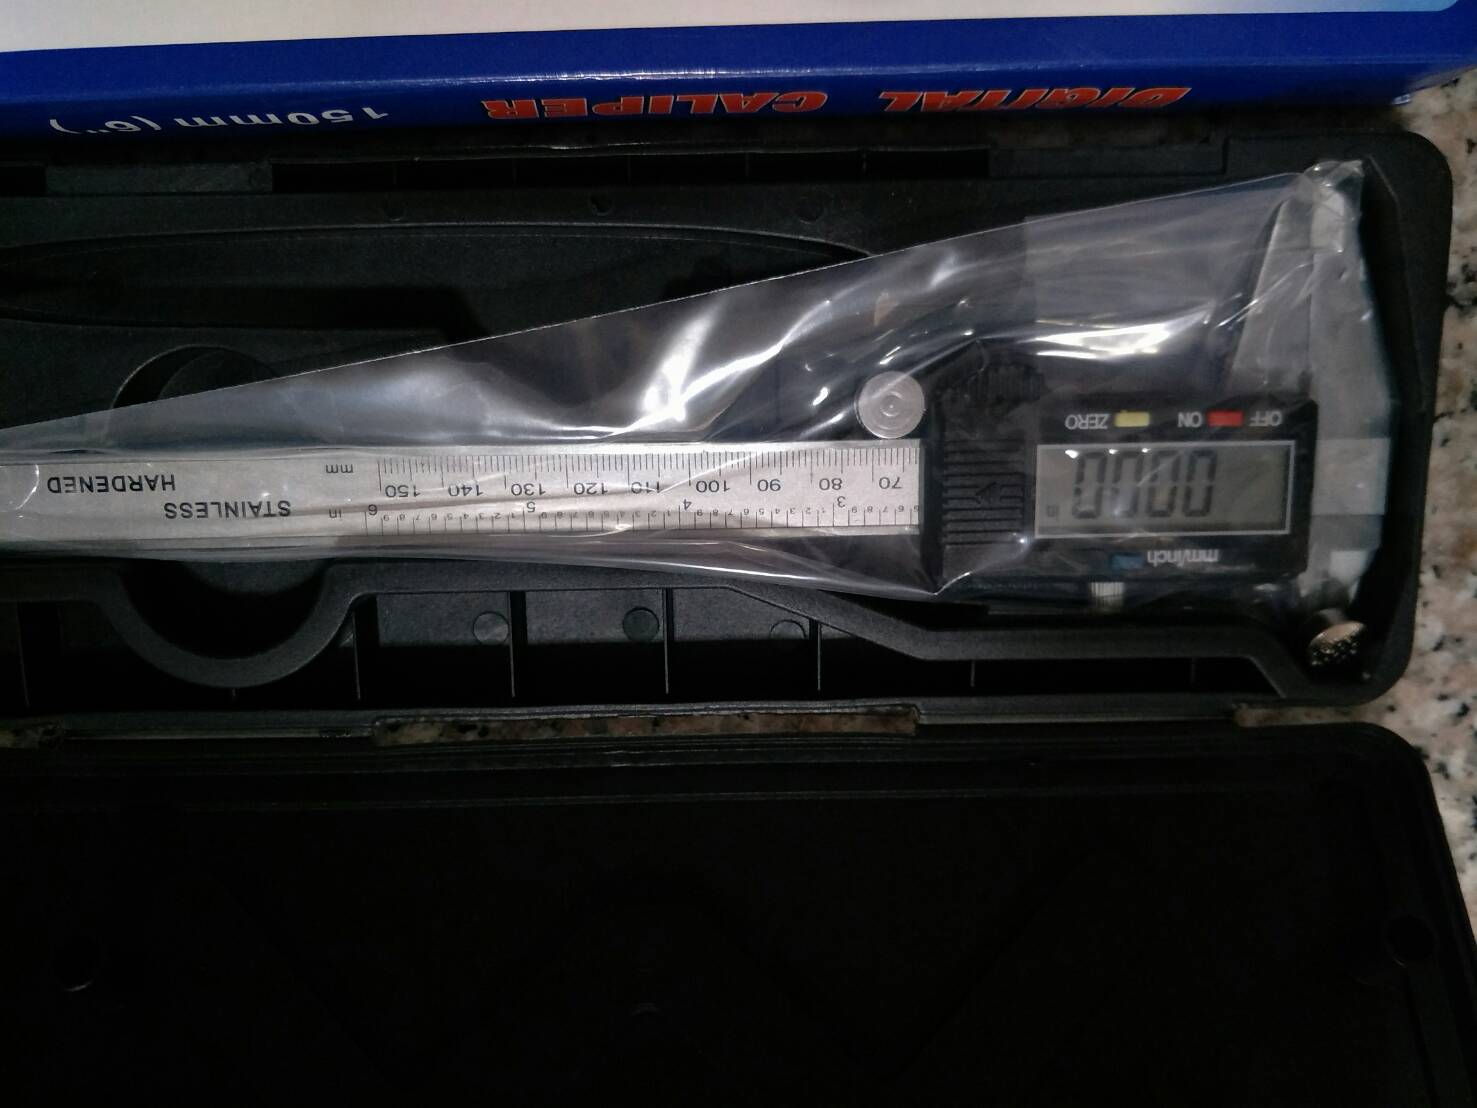 DIGITAL CALIPER 150mm (6")
OFF ON ZERO
0.000 in
mm/inch
70 80 90 100 110 120 130 140 150 mm
3 4 5 6 in
STAINLESS
HARDENED